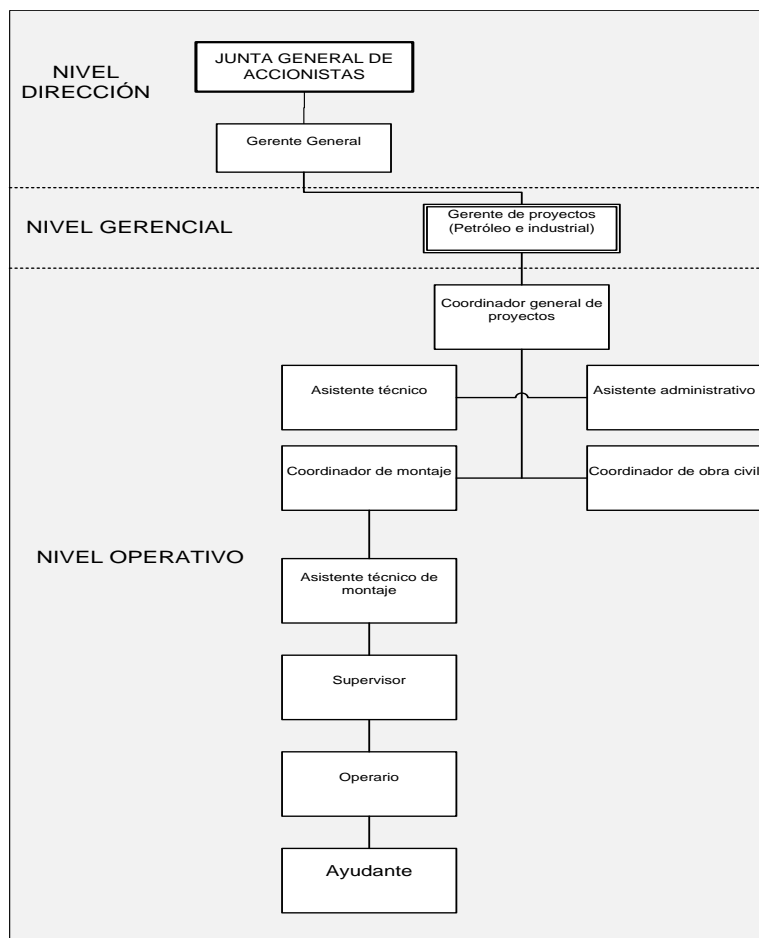 NIVEL
DIRECCIÓN
JUNTA GENERAL DE
ACCIONISTAS
Gerente General
NIVEL GERENCIAL
Gerente de proyectos
(Petróleo e industrial)
Coordinador general de
proyectos
Asistente técnico
Asistente administrativo
Coordinador de montaje
Coordinador de obra civil
NIVEL OPERATIVO
Asistente técnico de
montaje
Supervisor
Operario
Ayudante